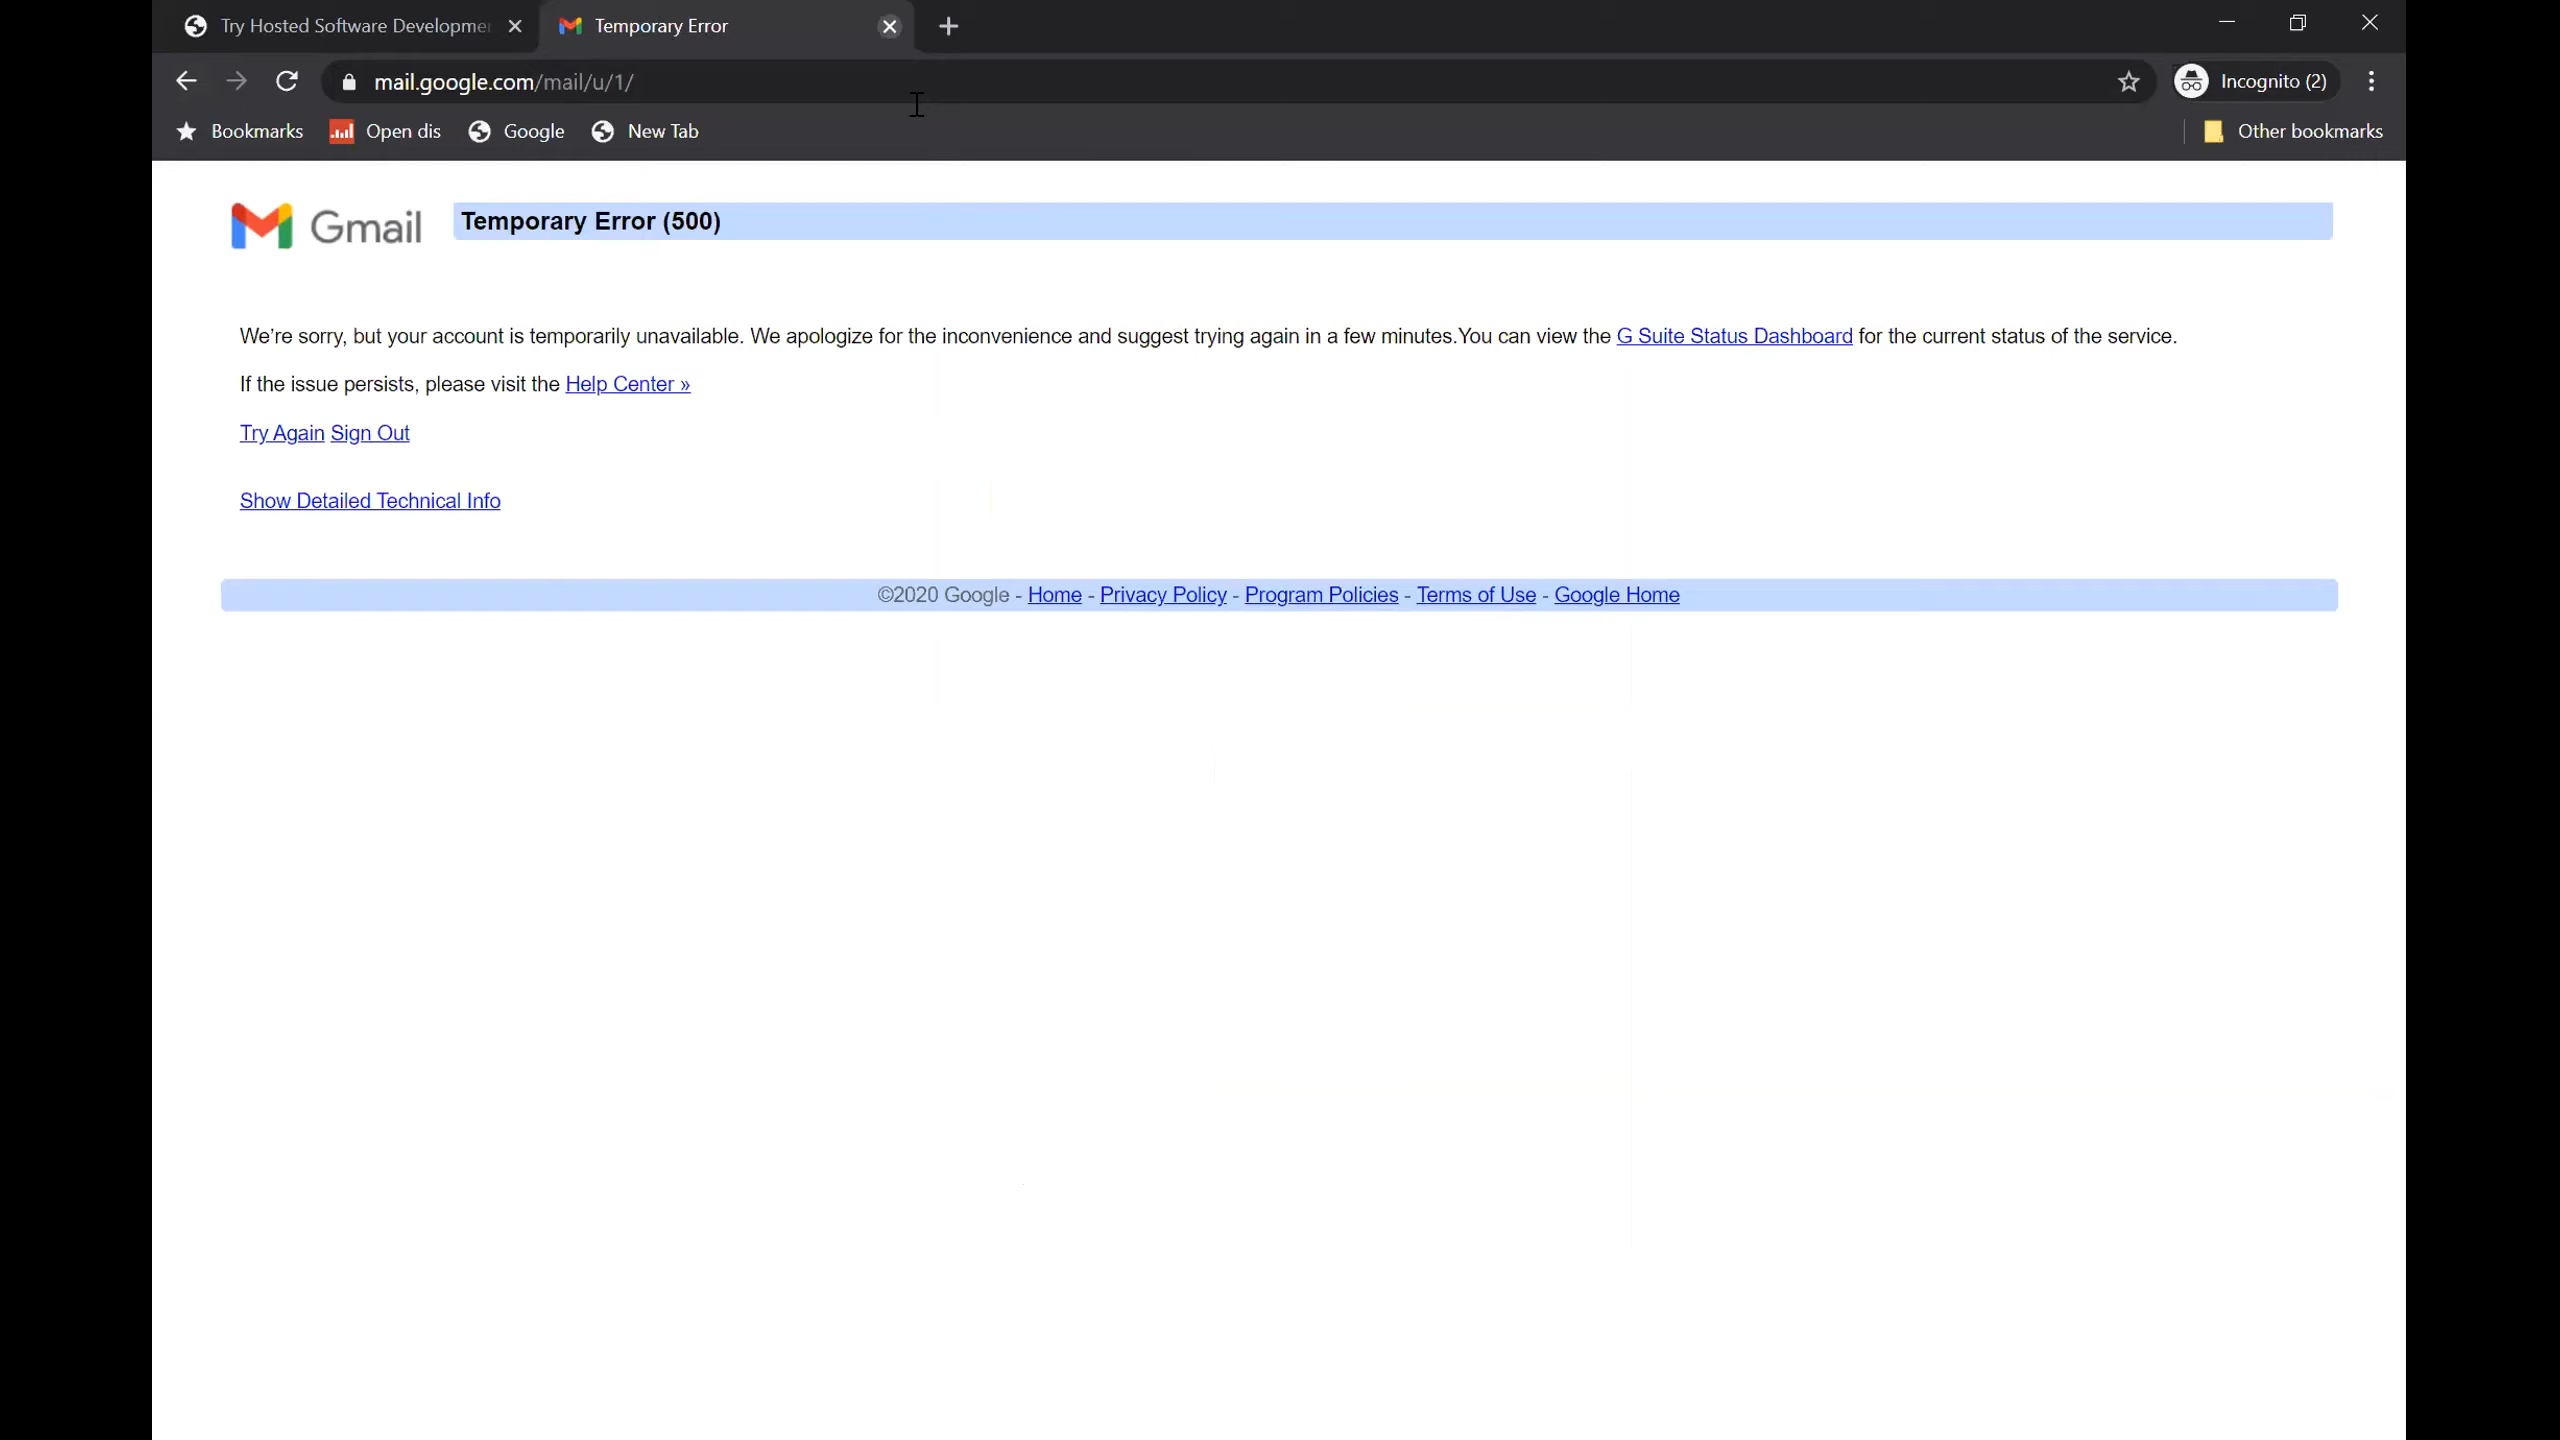 Try Hosted Software Developme
Temporary Error
mail.google.com/mail/u/1/
Incognito (2)
Bookmarks
Open dis
Google
New Tab
Other bookmarks
Gmail
Temporary Error (500)
We're sorry, but your account is temporarily unavailable. We apologize for the inconvenience and suggest trying again in a few minutes.You can view the G Suite Status Dashboard for the current status of the service.
If the issue persists, please visit the Help Center »
Try Again Sign Out
Show Detailed Technical Info
©2020 Google - Home - Privacy Policy - Program Policies - Terms of Use - Google Home